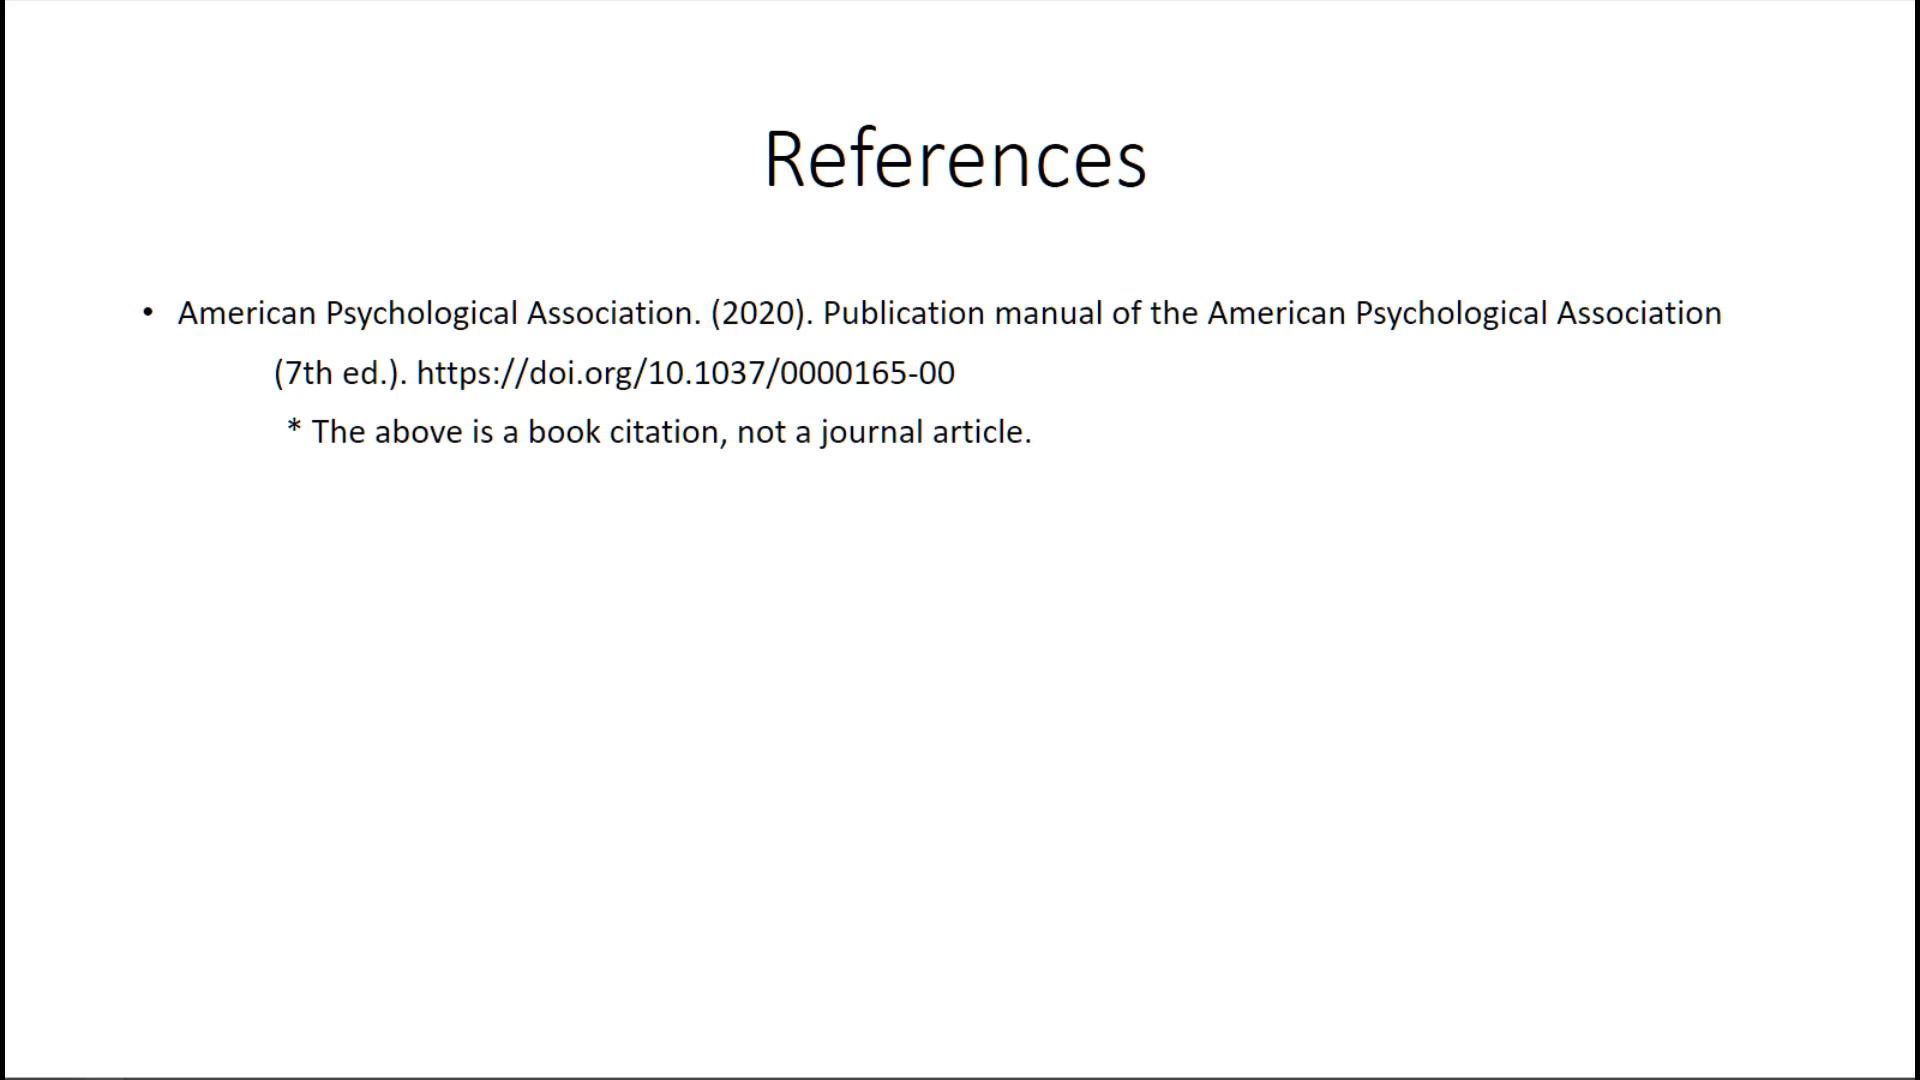 References
• American Psychological Association. (2020). Publication manual of the American Psychological Association
(7th ed.). https://doi.org/10.1037/0000165-00
* The above is a book citation, not a journal article.